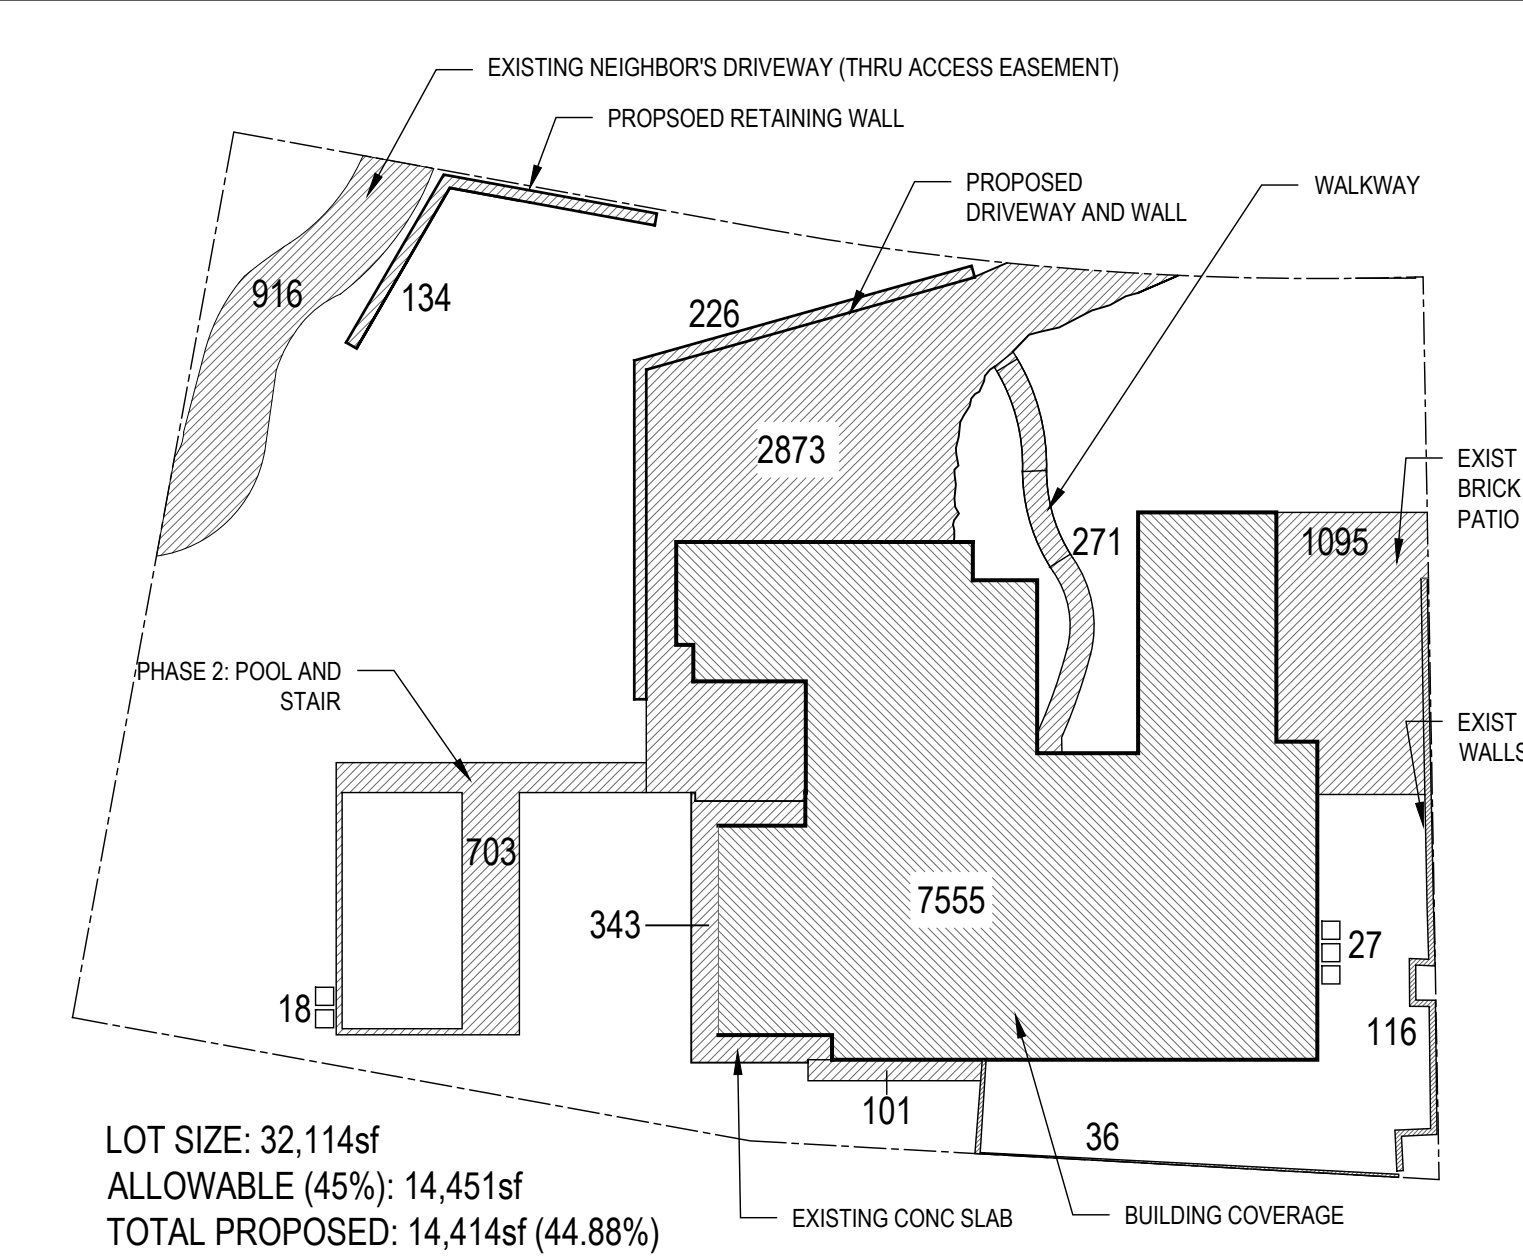 EXISTING NEIGHBOR'S DRIVEWAY (THRU ACCESS EASEMENT)
PROPSOED RETAINING WALL
PROPOSED
DRIVEWAY AND WALL
WALKWAY
916
134
226
2873
271
1095
EXIST
BRICK
PATIO
PHASE 2: POOL AND
STAIR
EXIST
WALLS
703
343
7555
27
18
116
101
36
LOT SIZE: 32,114sf
ALLOWABLE (45%): 14,451sf
TOTAL PROPOSED: 14,414sf (44.88%)
EXISTING CONC SLAB
BUILDING COVERAGE